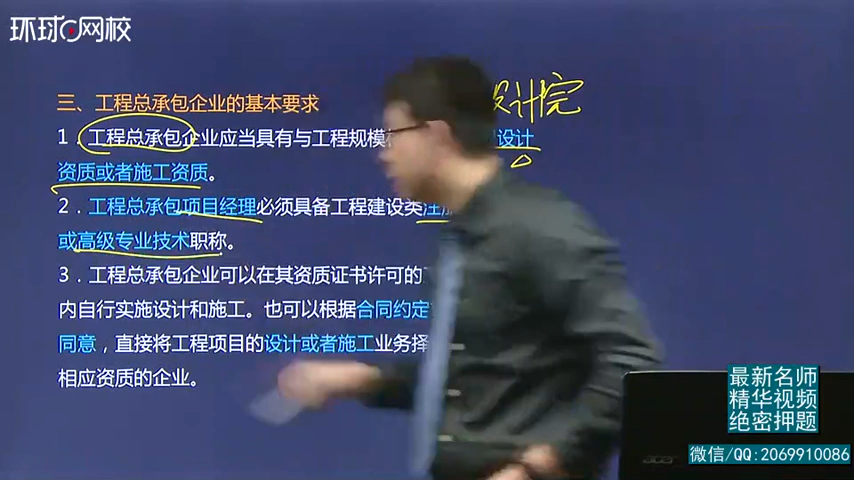 环球网校
设计院
三、工程总承包企业的基本要求
1．工程总承包企业应当具有与工程规模 设计
资质或者施工资质。
2．工程总承包项目经理必须具备工程建设类注册
或高级专业技术职称。
3．工程总承包企业可以在其资质证书许可的
内自行实施设计和施工。也可以根据合同约定
同意，直接将工程项目的设计或者施工业务择
相应资质的企业。
最新名师
精华视频
绝密押题
微信/QQ:2069910086
acer